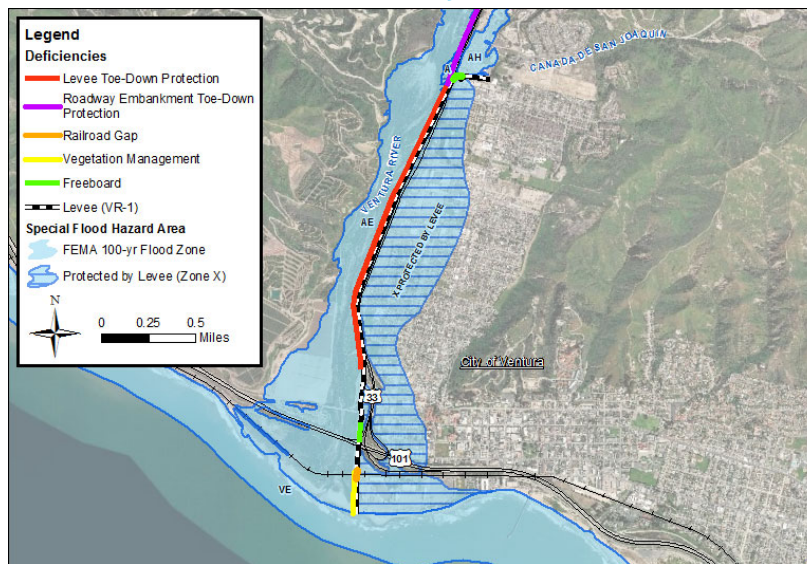 Legend
Deficiencies
Levee Toe-Down Protection
Roadway Embankment Toe-Down
Protection
Railroad Gap
Vegetation Management
Freeboard
Levee (VR-1)
Special Flood Hazard Area
FEMA 100-yr Flood Zone
Protected by Levee (Zone X)
N
0 0.25 0.5
Miles
A
AH
CANADA DE SAN JOAQUIN
VENTURA RIVER
AE
X PROTECTED BY LEVEE
City of Ventura
33
101
VE